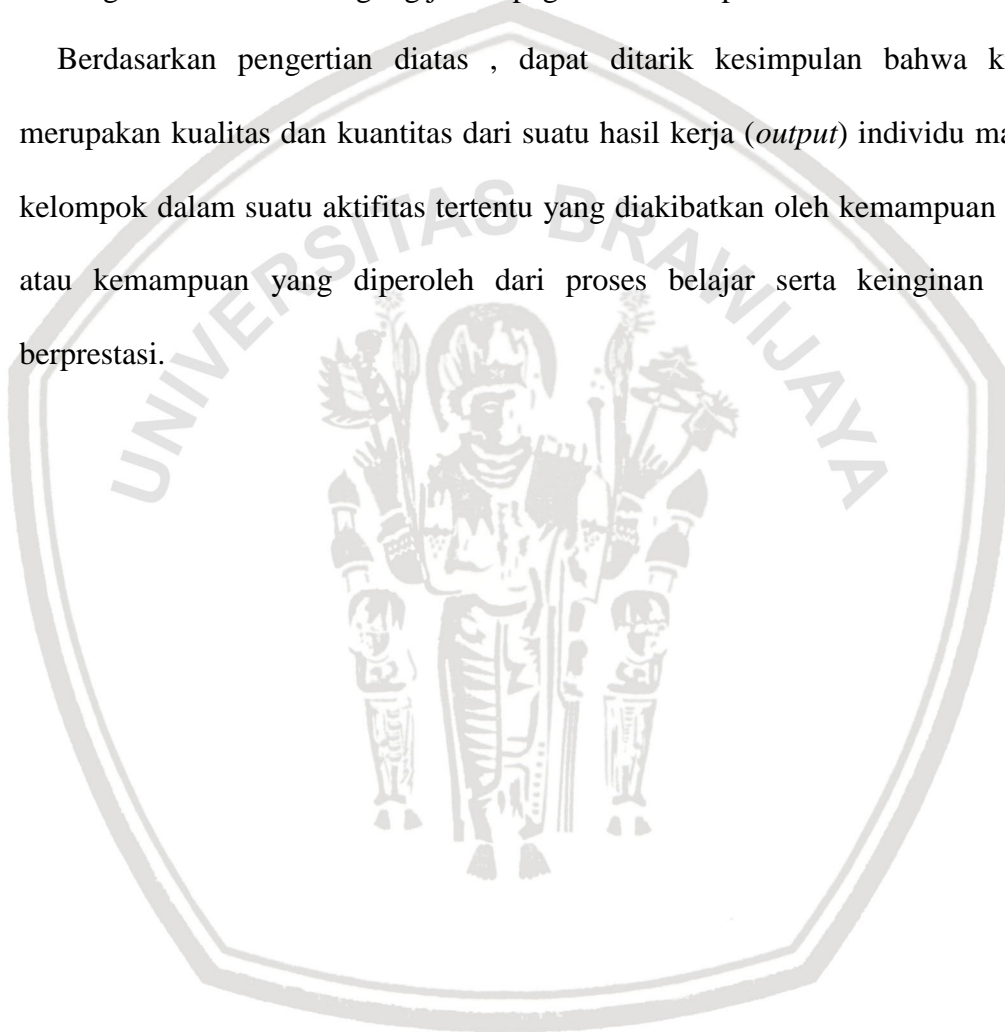 Berdasarkan pengertian diatas , dapat ditarik kesimpulan bahwa k
merupakan kualitas dan kuantitas dari suatu hasil kerja (output) individu ma
kelompok dalam suatu aktifitas tertentu yang diakibatkan oleh kemampuan
atau kemampuan yang diperoleh dari proses belajar serta keinginan
berprestasi.
UNIVERSITAS BRAWIJAYA